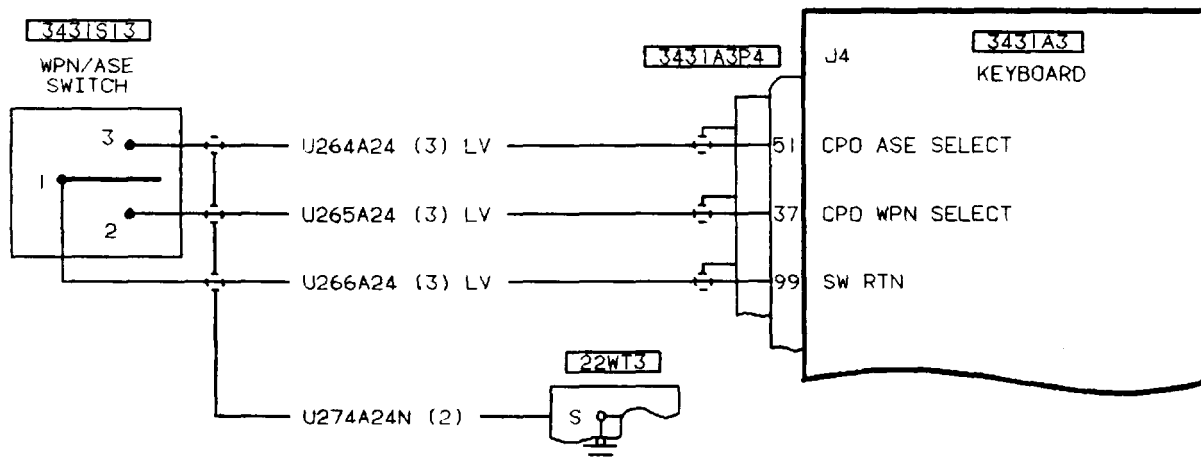 3431S13
WPN/ASE
SWITCH
3
1
2
U264A24 (3) LV
U265A24 (3) LV
U266A24 (3) LV
U274A24N (2)
22WT3
S
3431A3P4
J4
3431A3
KEYBOARD
51 CPO ASE SELECT
37 CPO WPN SELECT
99 SW RTN